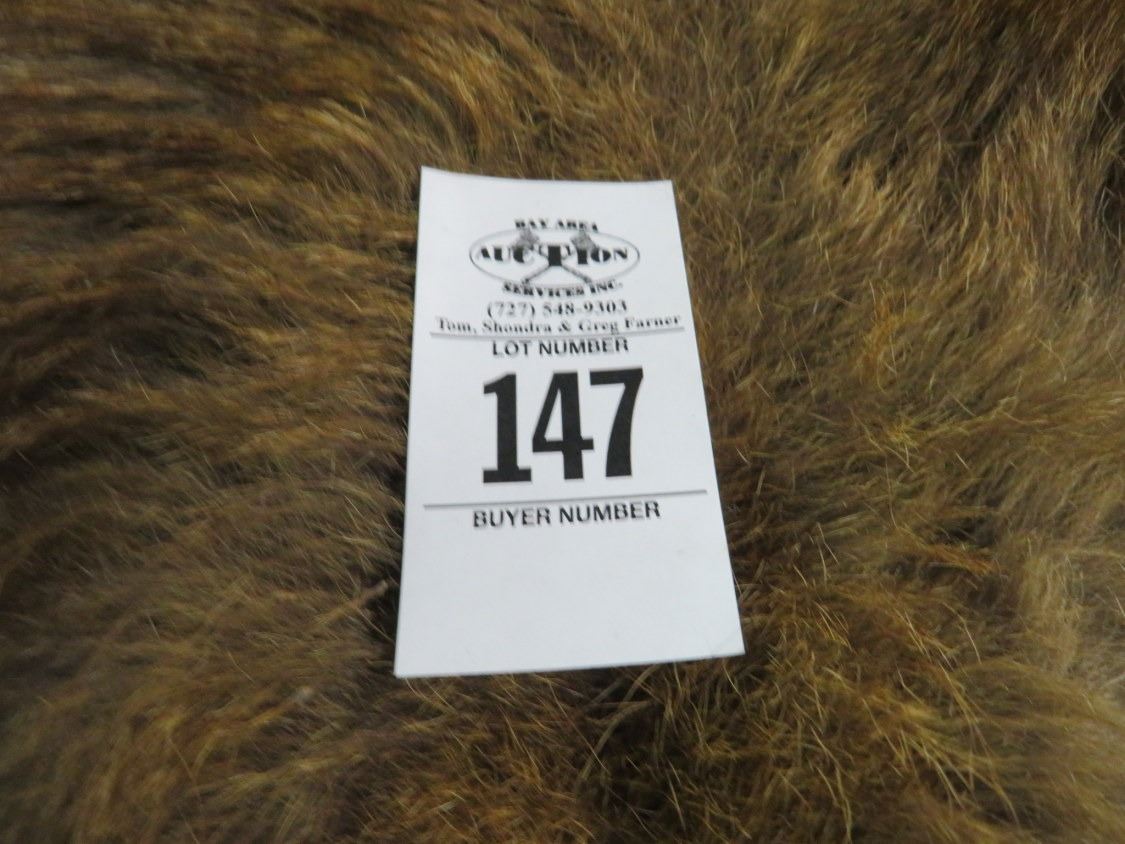 BAY AREA
AUCTION
SERVICES INC.
(727) 548-9303
Tom, Shondra & Greg Farner
LOT NUMBER
147
BUYER NUMBER